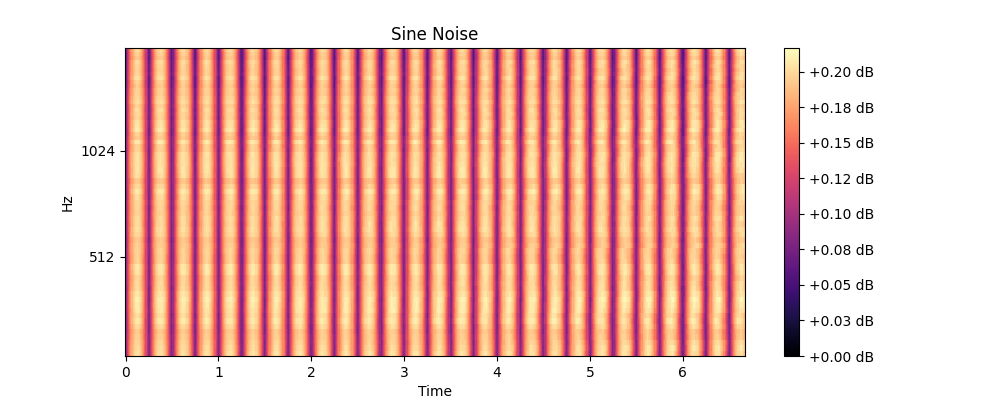 Sine Noise
1024
512
Hz
0 1 2 3 4 5 6
Time
+0.20 dB
+0.18 dB
+0.15 dB
+0.12 dB
+0.10 dB
+0.08 dB
+0.05 dB
+0.03 dB
+0.00 dB